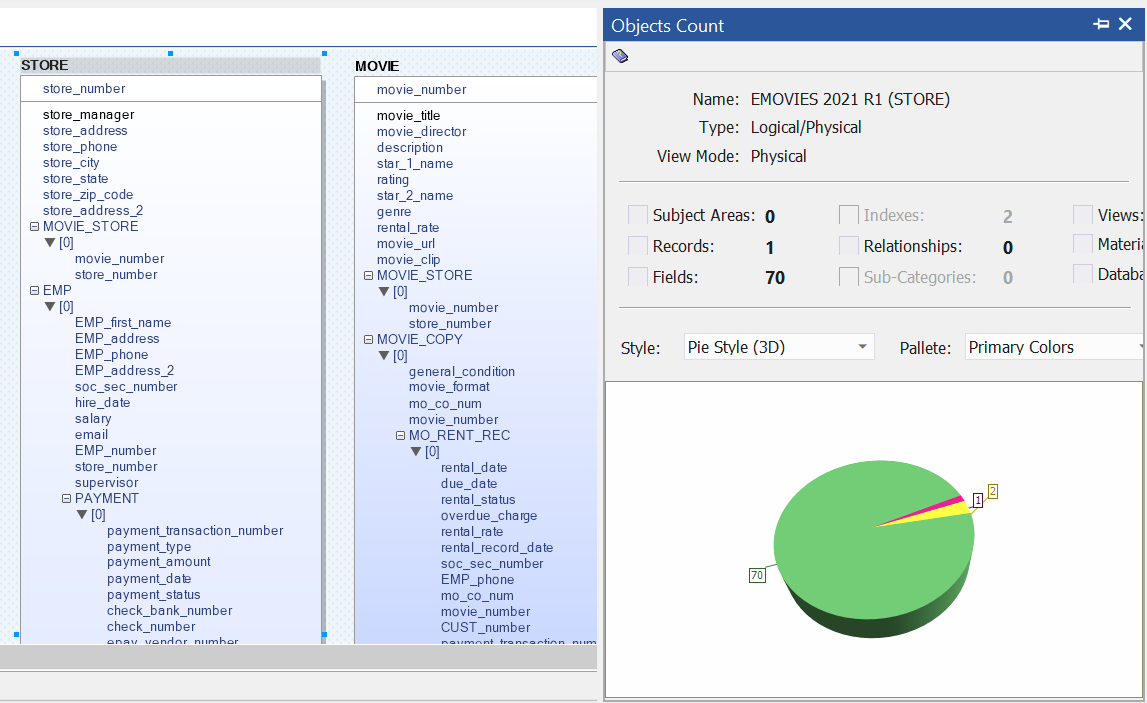 STORE
store_number
store_manager
store_address
store_phone
store_city
store_state
store_zip_code
store_address_2
MOVIE_STORE
[0]
movie_number
store_number
EMP
[0]
EMP_first_name
EMP_address
EMP_phone
EMP_address_2
soc_sec_number
hire_date
salary
email
EMP_number
store_number
supervisor
PAYMENT
[0]
payment_transaction_number
payment_type
payment_amount
payment_date
payment_status
check_bank_number
check_number
epay_vendor_number
MOVIE
movie_number
movie_title
movie_director
description
star_1_name
rating
star_2_name
genre
rental_rate
movie_url
movie_clip
MOVIE_STORE
[0]
movie_number
store_number
MOVIE_COPY
[0]
general_condition
movie_format
mo_co_num
movie_number
MO_RENT_REC
[0]
rental_date
due_date
rental_status
overdue_charge
rental_rate
rental_record_date
soc_sec_number
EMP_phone
mo_co_num
movie_number
CUST_number
payment_transaction_num
Objects Count
Name: EMOVIES 2021 R1 (STORE)
Type: Logical/Physical
View Mode: Physical
Subject Areas: 0 Indexes: 2 Views:
Records: 1 Relationships: 0 Materia
Fields: 70 Sub-Categories: 0 Databa
Style: Pie Style (3D) Pallete: Primary Colors
2
1
70